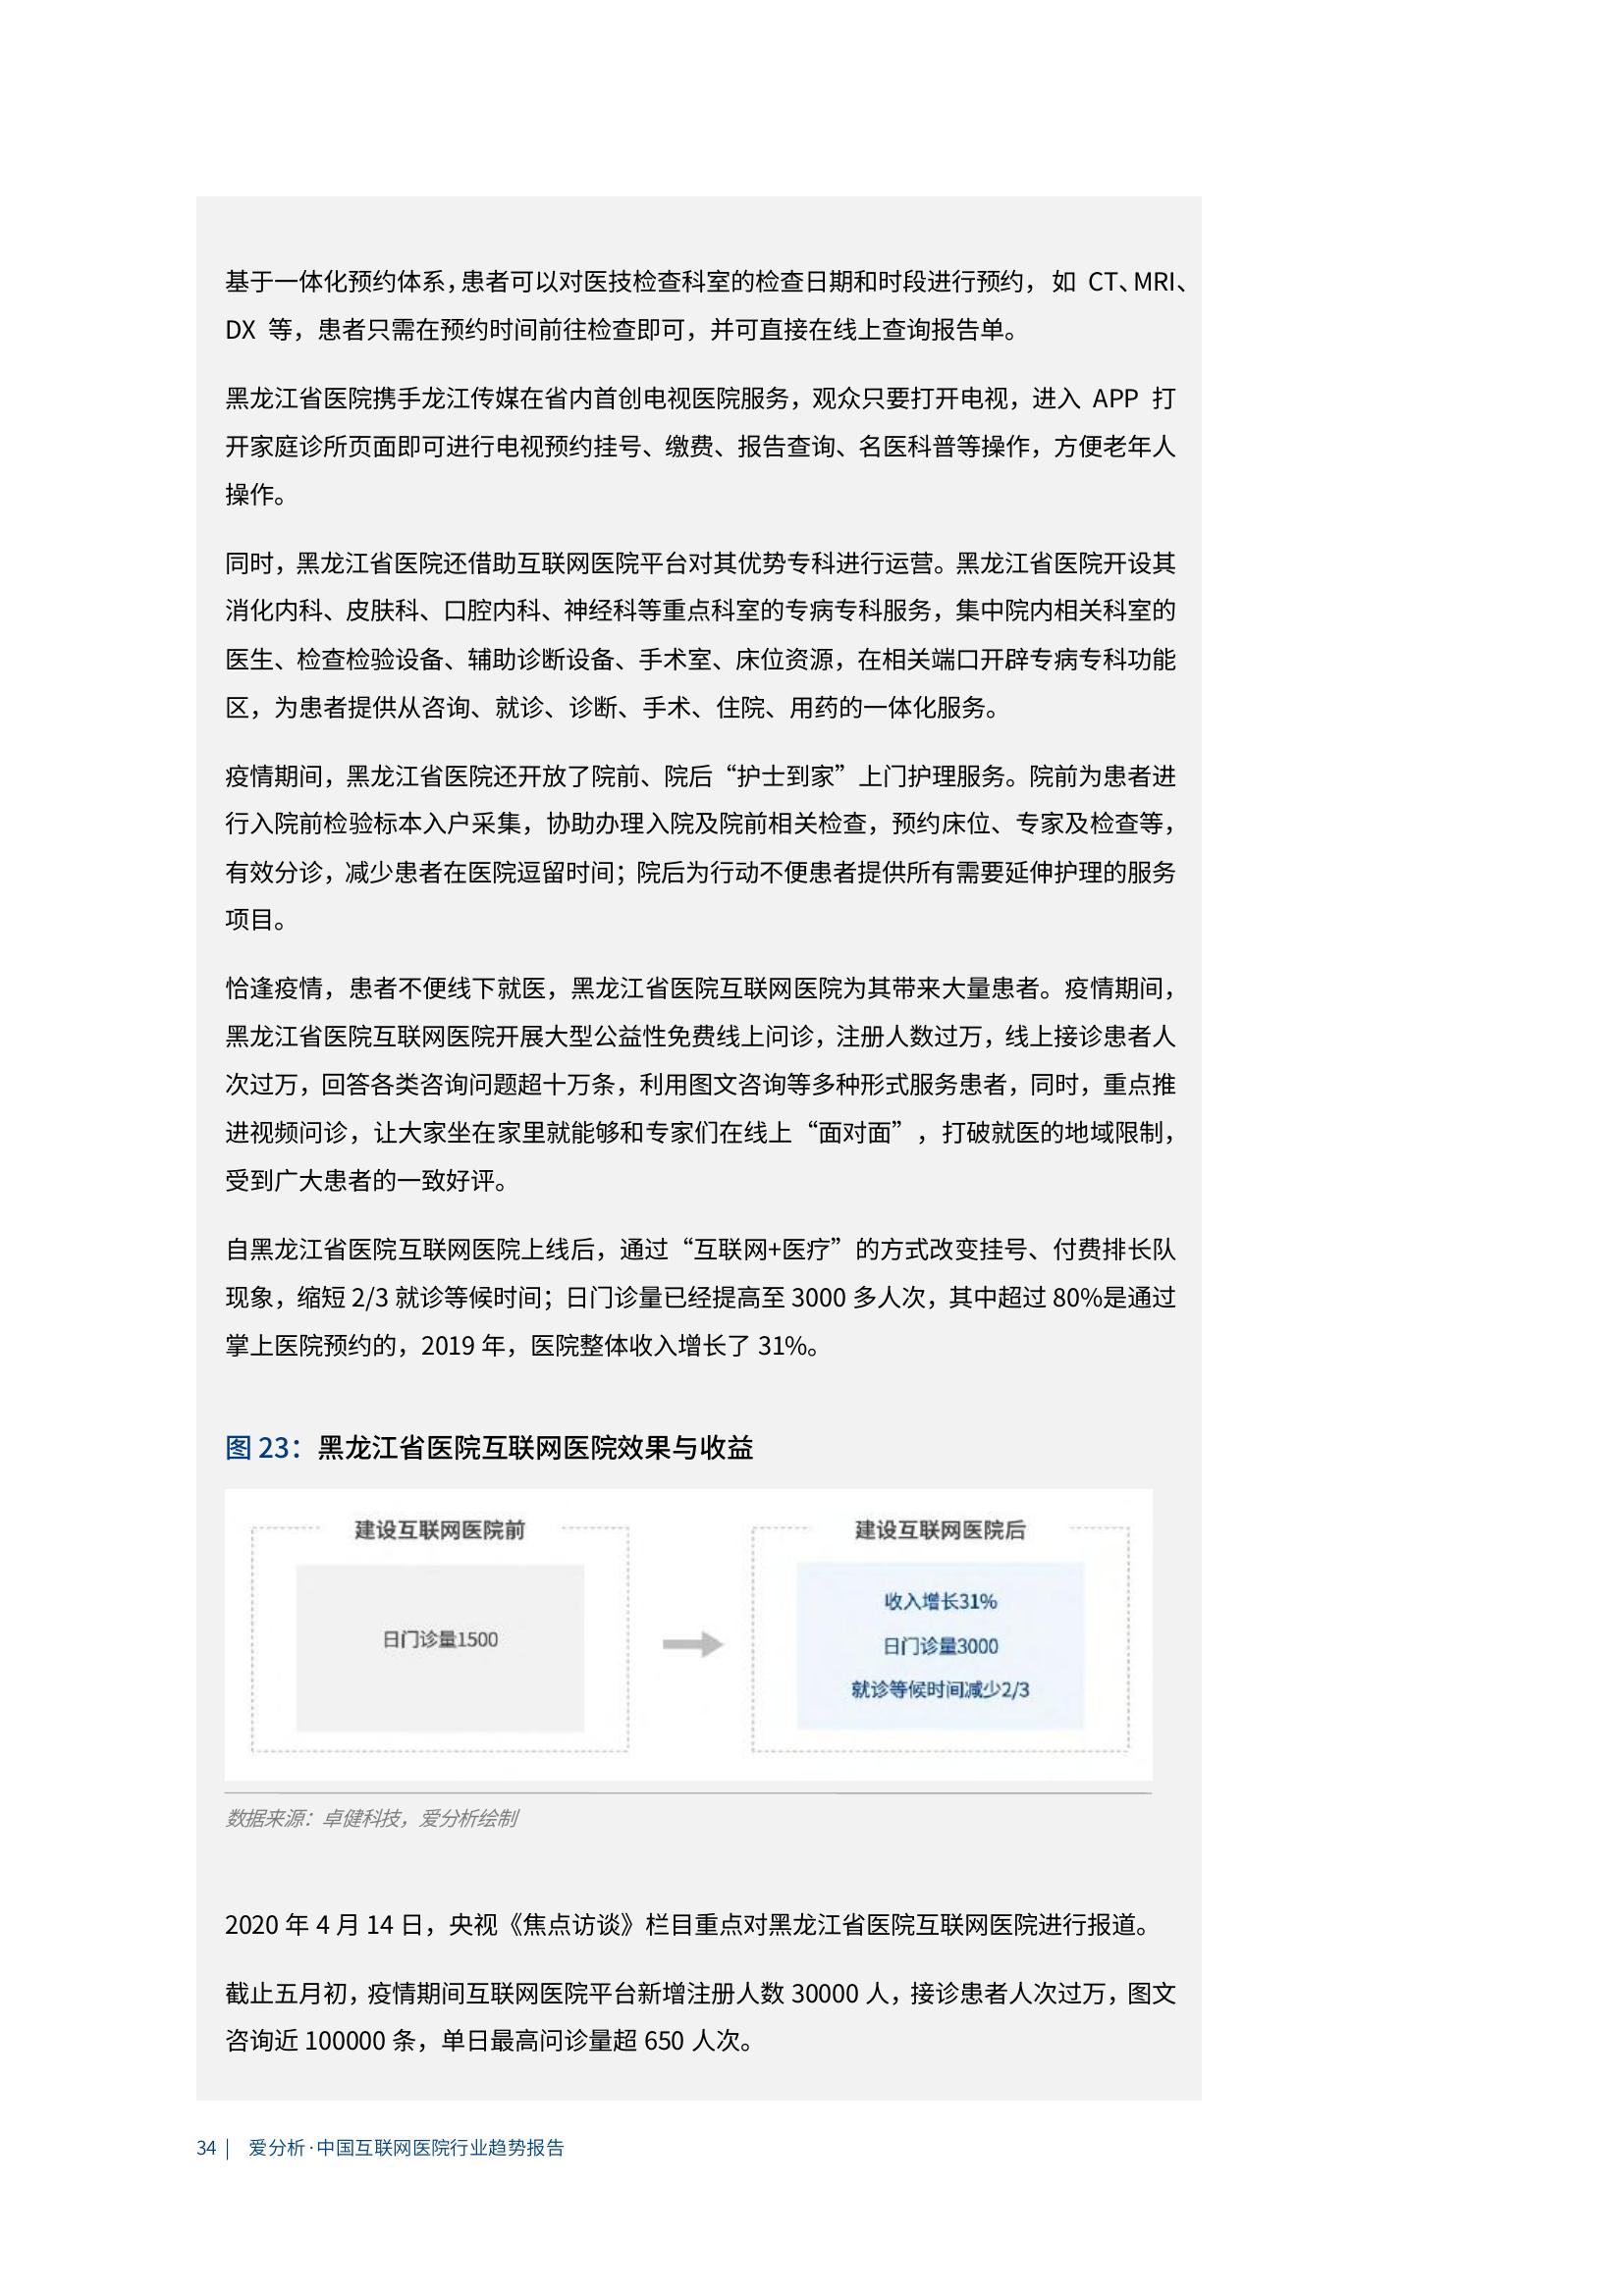 基于一体化预约体系，患者可以对医技检查科室的检查日期和时段进行预约， 如 CT、MRI、
DX 等，患者只需在预约时间前往检查即可，并可直接在线上查询报告单。
黑龙江省医院携手龙江传媒在省内首创电视医院服务，观众只要打开电视，进入 APP 打
开家庭诊所页面即可进行电视预约挂号、缴费、报告查询、名医科普等操作，方便老年人
操作。
同时，黑龙江省医院还借助互联网医院平台对其优势专科进行运营。黑龙江省医院开设其
消化内科、皮肤科、口腔内科、神经科等重点科室的专病专科服务，集中院内相关科室的
医生、检查检验设备、辅助诊断设备、手术室、床位资源，在相关端口开辟专病专科功能
区，为患者提供从咨询、就诊、诊断、手术、住院、用药的一体化服务。
疫情期间，黑龙江省医院还开放了院前、院后“护士到家”上门护理服务。院前为患者进
行入院前检验标本入户采集，协助办理入院及院前相关检查，预约床位、专家及检查等，
有效分诊，减少患者在医院逗留时间；院后为行动不便患者提供所有需要延伸护理的服务
项目。
恰逢疫情，患者不便线下就医，黑龙江省医院互联网医院为其带来大量患者。疫情期间，
黑龙江省医院互联网医院开展大型公益性免费线上问诊，注册人数过万，线上接诊患者人
次过万，回答各类咨询问题超十万条，利用图文咨询等多种形式服务患者，同时，重点推
进视频问诊，让大家坐在家里就能够和专家们在线上“面对面”，打破就医的地域限制，
受到广大患者的一致好评。
自黑龙江省医院互联网医院上线后，通过“互联网+医疗”的方式改变挂号、付费排长队
现象，缩短 2/3 就诊等候时间；日门诊量已经提高至 3000 多人次，其中超过 80%是通过
掌上医院预约的，2019 年，医院整体收入增长了 31%。
图 23：黑龙江省医院互联网医院效果与收益
建设互联网医院前
日门诊量1500
建设互联网医院后
收入增长31%
日门诊量3000
就诊等候时间减少2/3
数据来源：卓健科技，爱分析绘制
2020 年 4 月 14 日，央视《焦点访谈》栏目重点对黑龙江省医院互联网医院进行报道。
截止五月初，疫情期间互联网医院平台新增注册人数 30000 人，接诊患者人次过万，图文
咨询近 100000 条，单日最高问诊量超 650 人次。
34 | 爱分析·中国互联网医院行业趋势报告